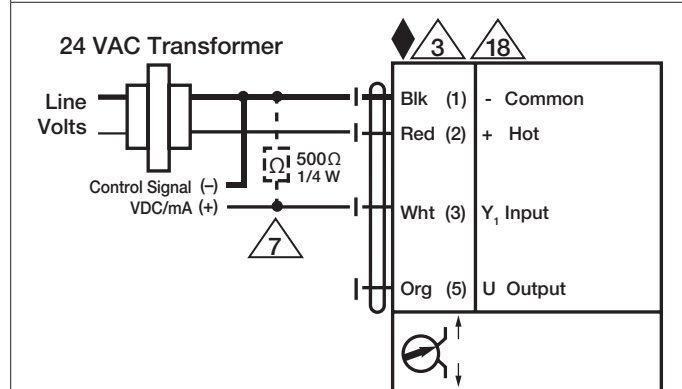 24 VAC Transformer
3
18
Line
Volts
Blk (1) - Common
Red (2) + Hot
Ω
500Ω
1/4 W
Control Signal (–)
VDC/mA (+)
Wht (3) Y₁ Input
7
Org (5) U Output